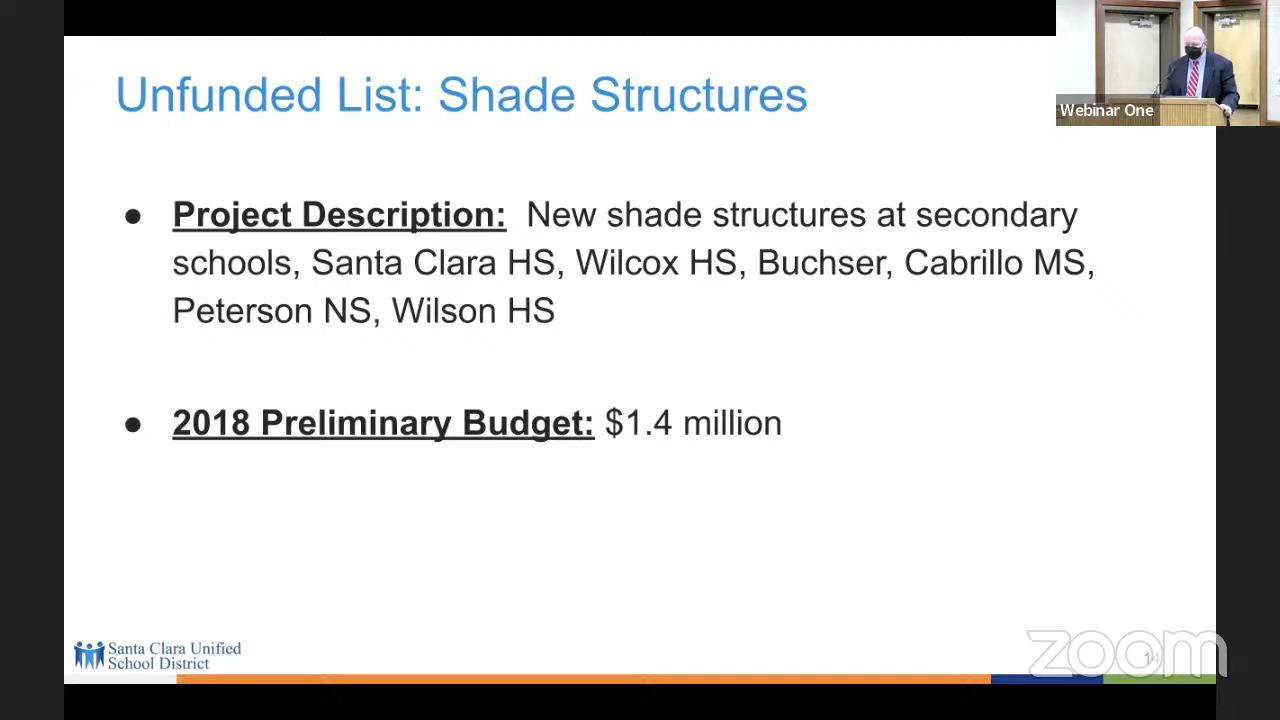 Unfunded List: Shade Structures
Webinar One
● Project Description: New shade structures at secondary
schools, Santa Clara HS, Wilcox HS, Buchser, Cabrillo MS,
Peterson NS, Wilson HS
● 2018 Preliminary Budget: $1.4 million
Santa Clara Unified
School District
zoom
14